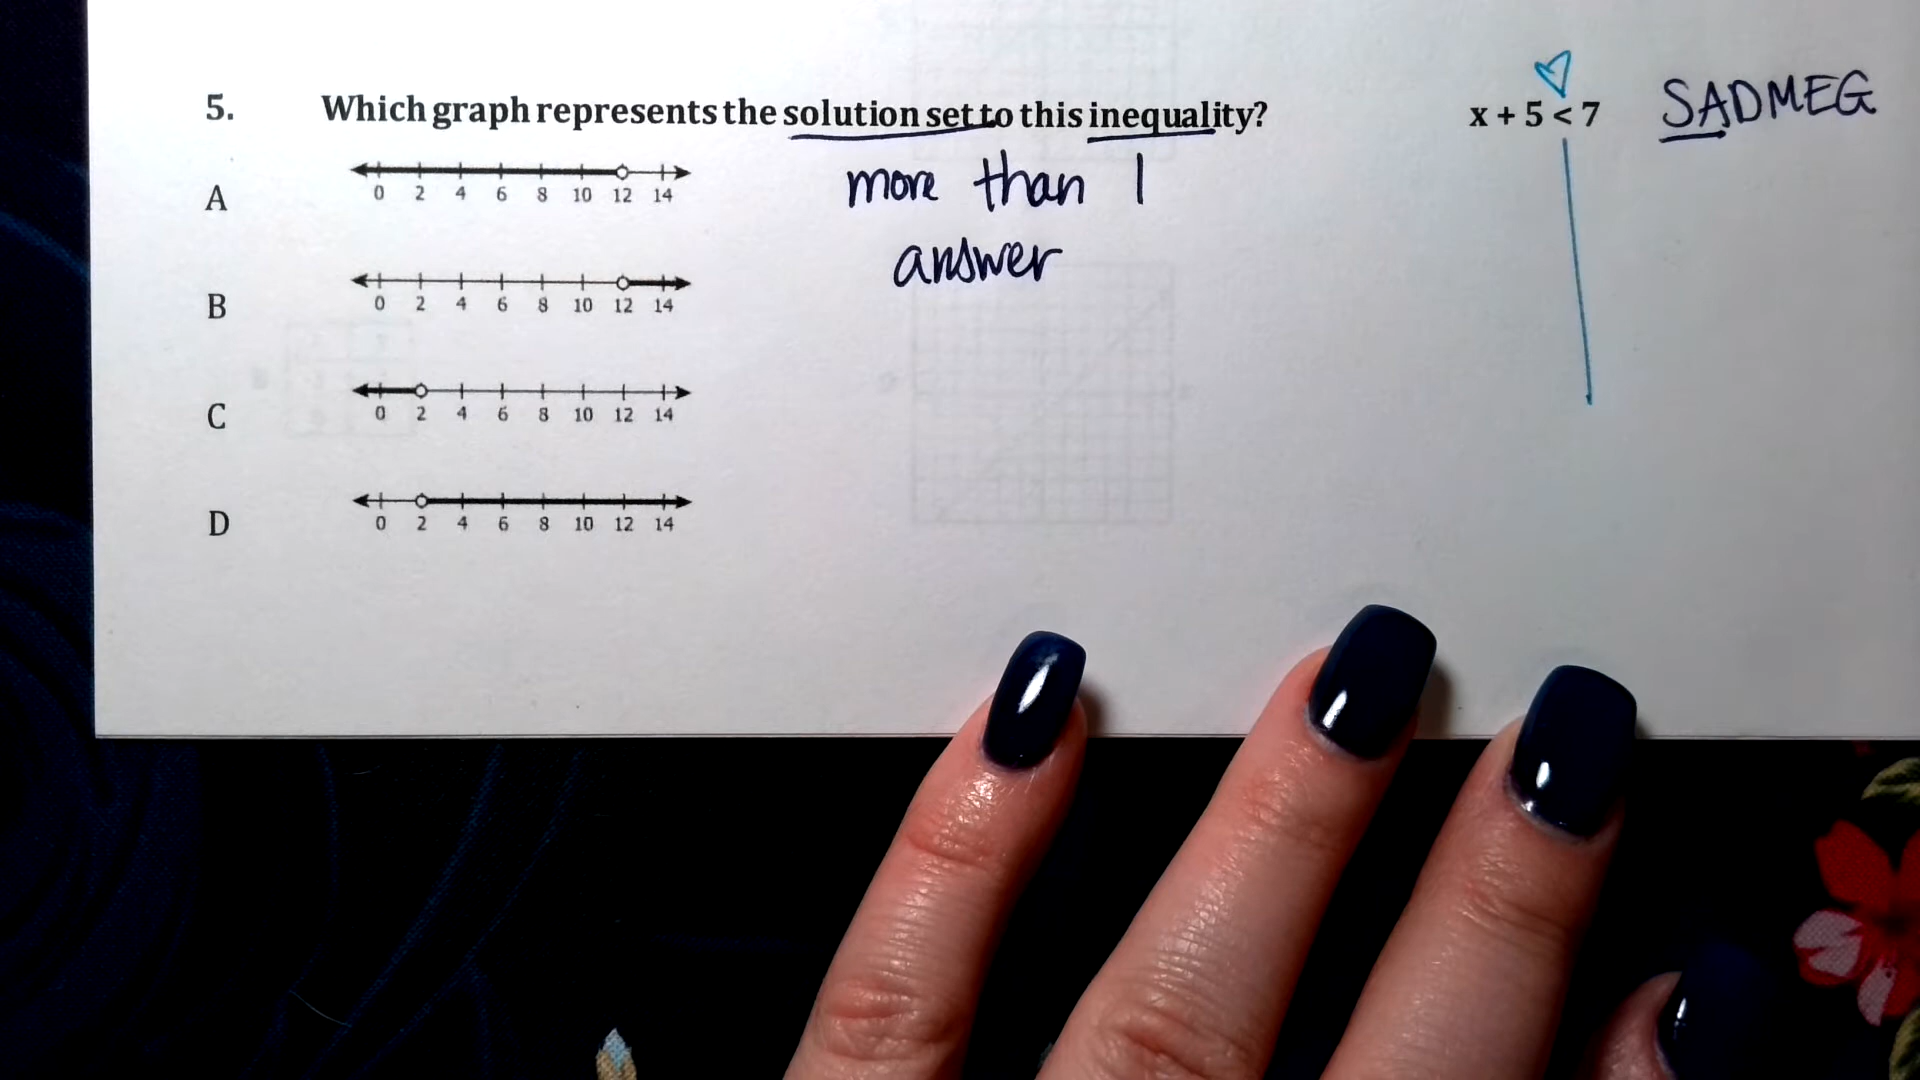 5. Which graph represents the solution set to this inequality? x + 5 < 7 SADMEG
A
0 2 4 6 8 10 12 14
more than 1
answer
B
0 2 4 6 8 10 12 14
C
0 2 4 6 8 10 12 14
D
0 2 4 6 8 10 12 14